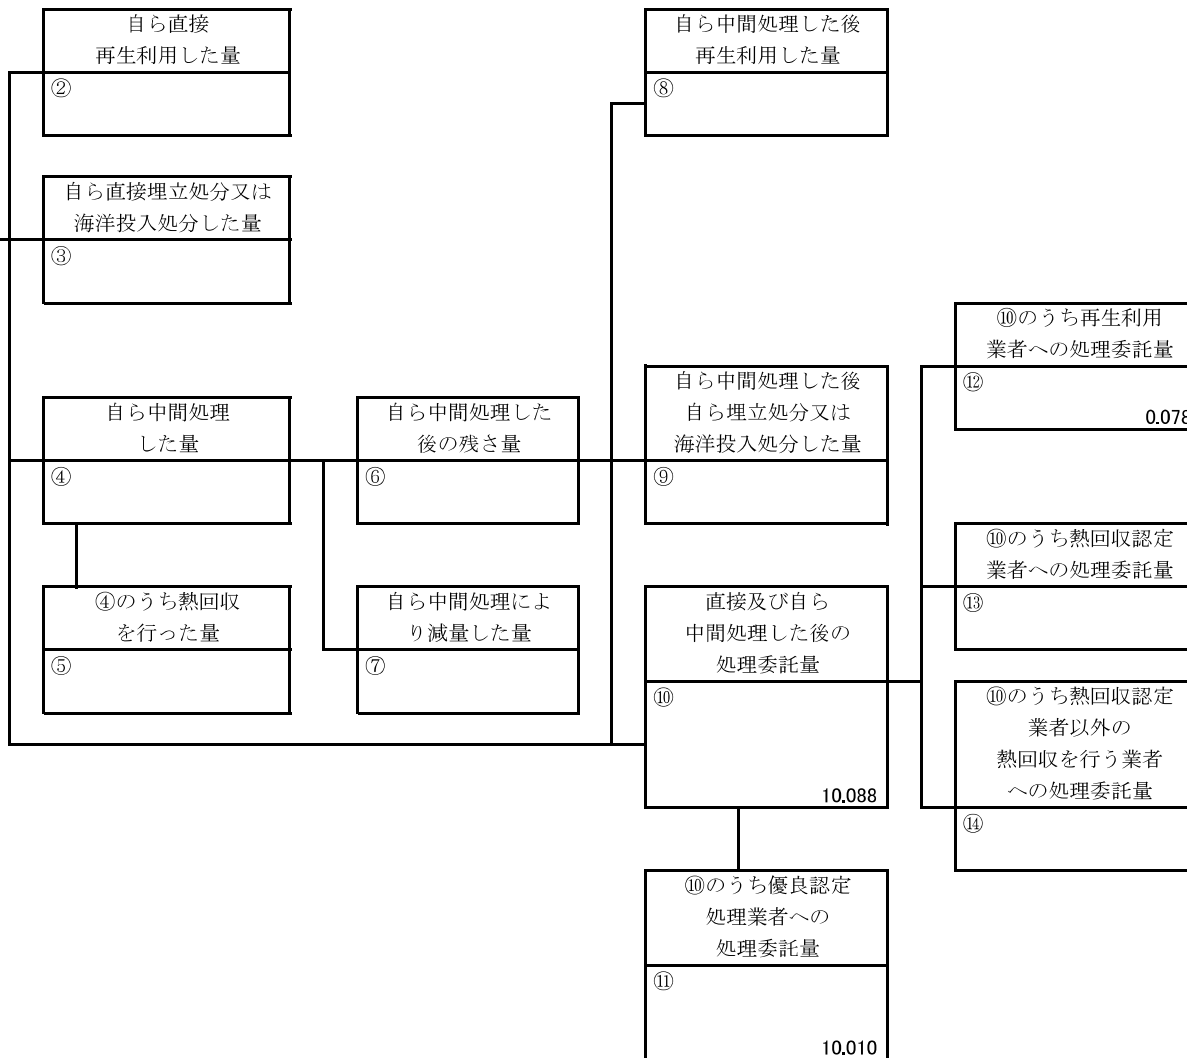 自ら直接
再生利用した量
②
自ら中間処理した後
再生利用した量
⑧
自ら直接埋立処分又は
海洋投入処分した量
③
⑩のうち再生利用
業者への処理委託量
⑫
0.078
自ら中間処理
した量
④
自ら中間処理した
後の残さ量
⑥
自ら中間処理した後
自ら埋立処分又は
海洋投入処分した量
⑨
⑩のうち熱回収認定
業者への処理委託量
⑬
④のうち熱回収
を行った量
⑤
自ら中間処理によ
り減量した量
⑦
直接及び自ら
中間処理した後の
処理委託量
⑩
10.088
⑩のうち熱回収認定
業者以外の
熱回収を行う業者
への処理委託量
⑭
⑩のうち優良認定
処理業者への
処理委託量
⑪
10.010